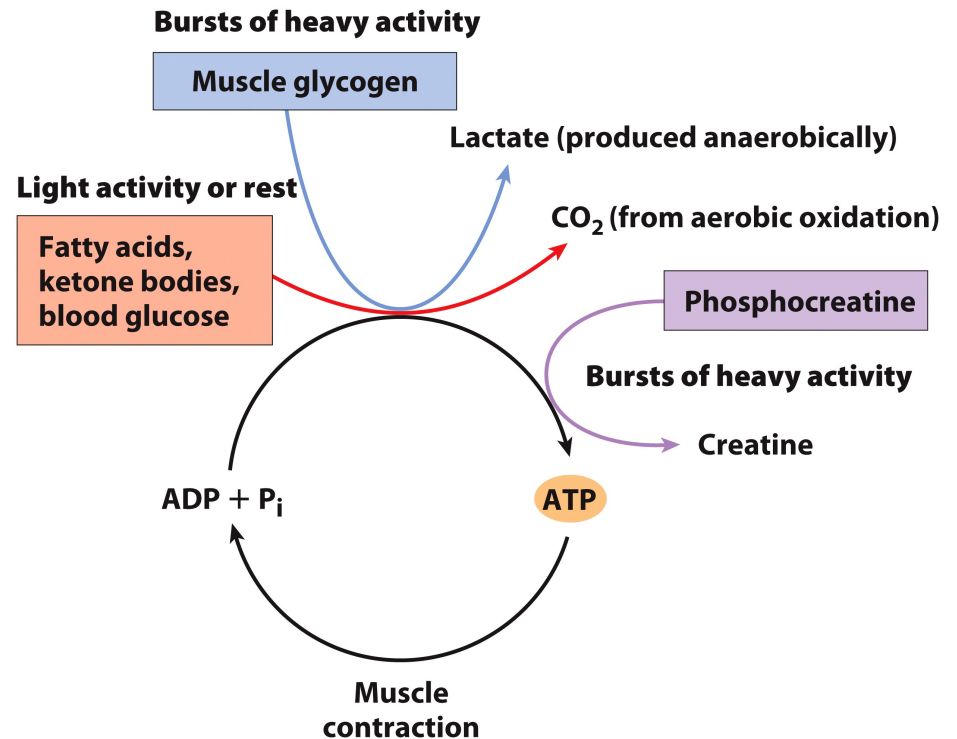 Bursts of heavy activity
Muscle glycogen
Lactate (produced anaerobically)
Light activity or rest
CO₂ (from aerobic oxidation)
Fatty acids,
ketone bodies,
blood glucose
Phosphocreatine
Bursts of heavy activity
Creatine
ADP + Pᵢ
ATP
Muscle
contraction